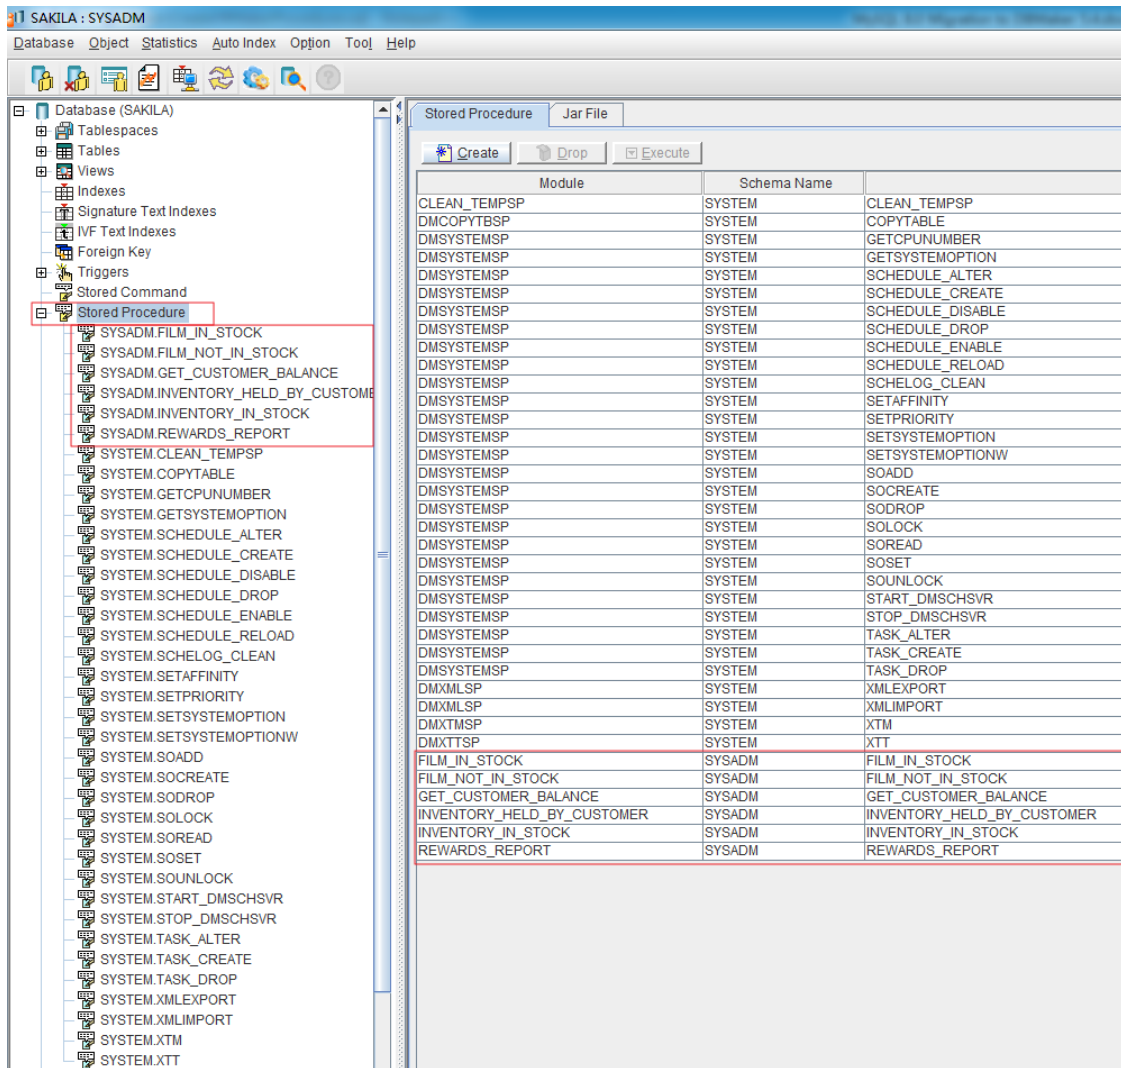 SAKILA : SYSADM
Database Object Statistics Auto Index Option Tool Help
Database (SAKILA)
Tablespaces
Tables
Views
Indexes
Signature Text Indexes
IVF Text Indexes
Foreign Key
Triggers
Stored Command
Stored Procedure
SYSADM.FILM_IN_STOCK
SYSADM.FILM_NOT_IN_STOCK
SYSADM.GET_CUSTOMER_BALANCE
SYSADM.INVENTORY_HELD_BY_CUSTOME
SYSADM.INVENTORY_IN_STOCK
SYSADM.REWARDS_REPORT
SYSTEM.CLEAN_TEMPSP
SYSTEM.COPYTABLE
SYSTEM.GETCPUNUMBER
SYSTEM.GETSYSTEMOPTION
SYSTEM.SCHEDULE_ALTER
SYSTEM.SCHEDULE_CREATE
SYSTEM.SCHEDULE_DISABLE
SYSTEM.SCHEDULE_DROP
SYSTEM.SCHEDULE_ENABLE
SYSTEM.SCHEDULE_RELOAD
SYSTEM.SCHELOG_CLEAN
SYSTEM.SETAFFINITY
SYSTEM.SETPRIORITY
SYSTEM.SETSYSTEMOPTION
SYSTEM.SETSYSTEMOPTIONW
SYSTEM.SOADD
SYSTEM.SOCREATE
SYSTEM.SODROP
SYSTEM.SOLOCK
SYSTEM.SOREAD
SYSTEM.SOSET
SYSTEM.SOUNLOCK
SYSTEM.START_DMSCHSVR
SYSTEM.STOP_DMSCHSVR
SYSTEM.TASK_ALTER
SYSTEM.TASK_CREATE
SYSTEM.TASK_DROP
SYSTEM.XMLEXPORT
SYSTEM.XMLIMPORT
SYSTEM.XTM
SYSTEM.XTT
Stored Procedure Jar File
Create Drop Execute
Module Schema Name
CLEAN_TEMPSP SYSTEM CLEAN_TEMPSP
DMCOPYTBSP SYSTEM COPYTABLE
DMSYSTEMSP SYSTEM GETCPUNUMBER
DMSYSTEMSP SYSTEM GETSYSTEMOPTION
DMSYSTEMSP SYSTEM SCHEDULE_ALTER
DMSYSTEMSP SYSTEM SCHEDULE_CREATE
DMSYSTEMSP SYSTEM SCHEDULE_DISABLE
DMSYSTEMSP SYSTEM SCHEDULE_DROP
DMSYSTEMSP SYSTEM SCHEDULE_ENABLE
DMSYSTEMSP SYSTEM SCHEDULE_RELOAD
DMSYSTEMSP SYSTEM SCHELOG_CLEAN
DMSYSTEMSP SYSTEM SETAFFINITY
DMSYSTEMSP SYSTEM SETPRIORITY
DMSYSTEMSP SYSTEM SETSYSTEMOPTION
DMSYSTEMSP SYSTEM SETSYSTEMOPTIONW
DMSYSTEMSP SYSTEM SOADD
DMSYSTEMSP SYSTEM SOCREATE
DMSYSTEMSP SYSTEM SODROP
DMSYSTEMSP SYSTEM SOLOCK
DMSYSTEMSP SYSTEM SOREAD
DMSYSTEMSP SYSTEM SOSET
DMSYSTEMSP SYSTEM SOUNLOCK
DMSYSTEMSP SYSTEM START_DMSCHSVR
DMSYSTEMSP SYSTEM STOP_DMSCHSVR
DMSYSTEMSP SYSTEM TASK_ALTER
DMSYSTEMSP SYSTEM TASK_CREATE
DMSYSTEMSP SYSTEM TASK_DROP
DMXMLSP SYSTEM XMLEXPORT
DMXMLSP SYSTEM XMLIMPORT
DMXTMSP SYSTEM XTM
DMXTTSP SYSTEM XTT
FILM_IN_STOCK SYSADM FILM_IN_STOCK
FILM_NOT_IN_STOCK SYSADM FILM_NOT_IN_STOCK
GET_CUSTOMER_BALANCE SYSADM GET_CUSTOMER_BALANCE
INVENTORY_HELD_BY_CUSTOMER SYSADM INVENTORY_HELD_BY_CUSTOMER
INVENTORY_IN_STOCK SYSADM INVENTORY_IN_STOCK
REWARDS_REPORT SYSADM REWARDS_REPORT